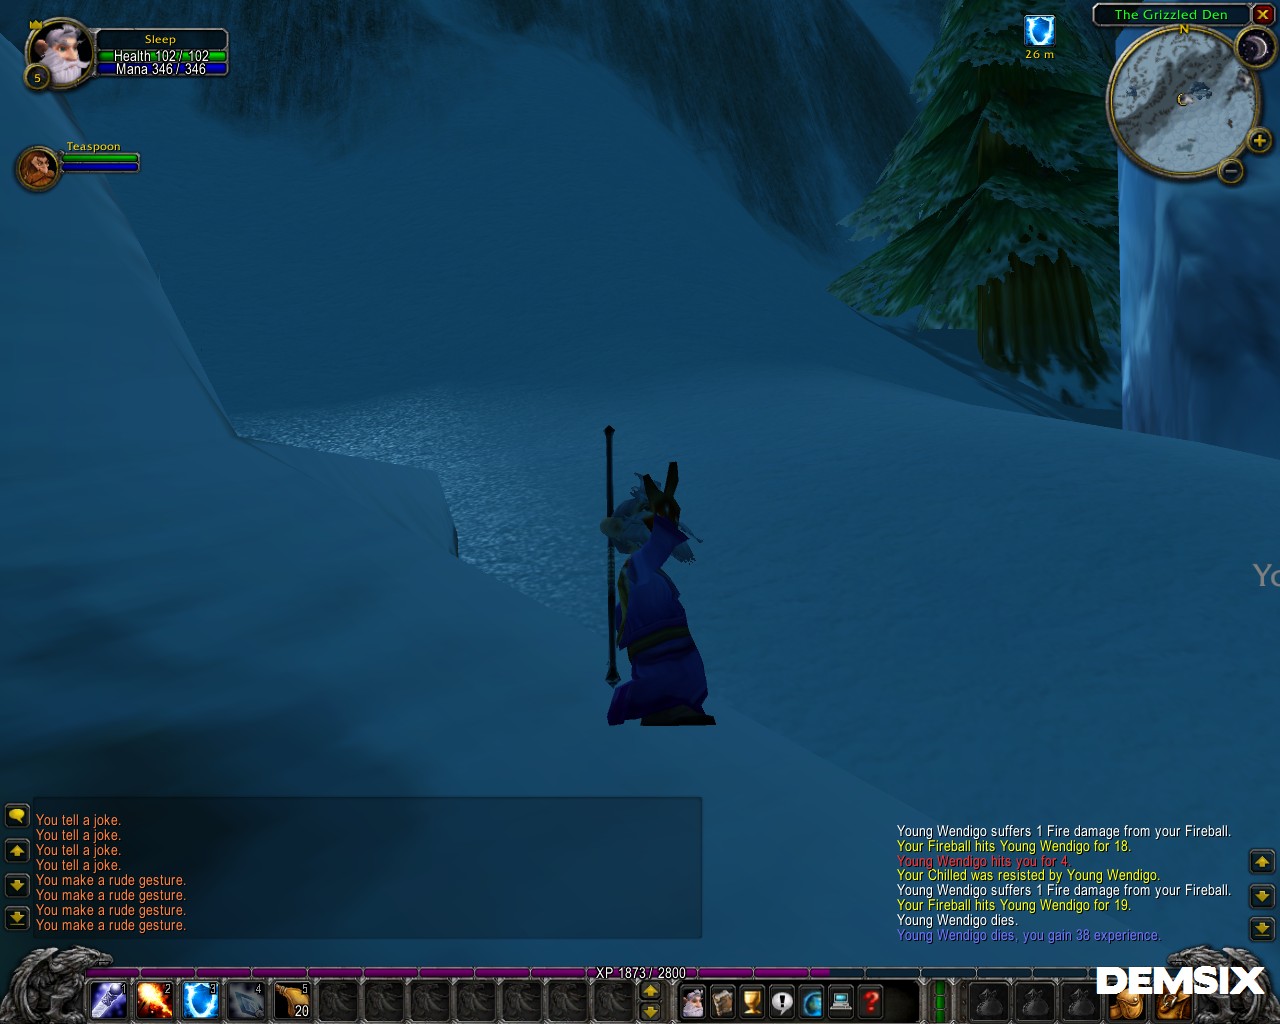 Sleep
Health 102 / 102
Mana 346 / 346
5
Teaspoon
26 m
The Grizzled Den
N
Yo
You tell a joke.
You tell a joke.
You tell a joke.
You tell a joke.
You make a rude gesture.
You make a rude gesture.
You make a rude gesture.
You make a rude gesture.
Young Wendigo suffers 1 Fire damage from your Fireball.
Your Fireball hits Young Wendigo for 18.
Young Wendigo hits you for 4.
Your Chilled was resisted by Young Wendigo.
Young Wendigo suffers 1 Fire damage from your Fireball.
Your Fireball hits Young Wendigo for 19.
Young Wendigo dies.
Young Wendigo dies, you gain 38 experience.
XP 1873 / 2800
1 2 3 4 5
20
DEMSIX